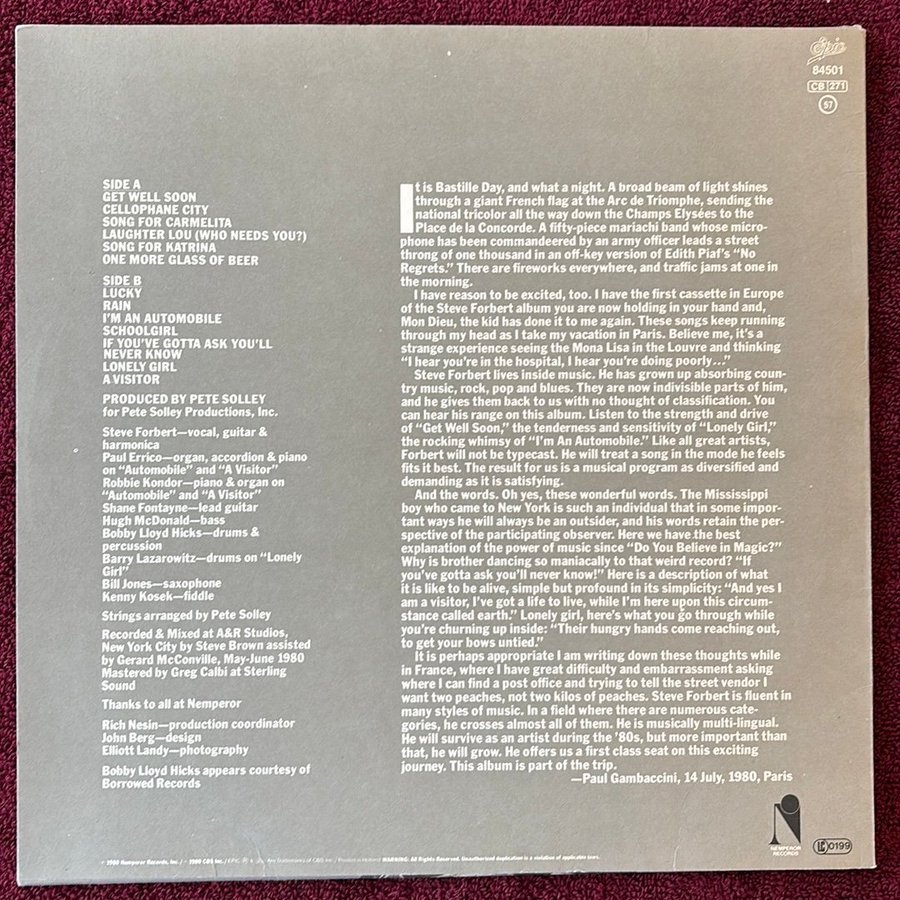 Epic
84501
CB 271
57
SIDE A
GET WELL SOON
CELLOPHANE CITY
SONG FOR CARMELITA
LAUGHTER LOU (WHO NEEDS YOU?)
SONG FOR KATRINA
ONE MORE GLASS OF BEER
SIDE B
LUCKY
RAIN
I'M AN AUTOMOBILE
SCHOOLGIRL
IF YOU'VE GOTTA ASK YOU'LL
NEVER KNOW
LONELY GIRL
A VISITOR
PRODUCED BY PETE SOLLEY
for Pete Solley Productions, Inc.
Steve Forbert—vocal, guitar &
harmonica
Paul Errico—organ, accordion & piano
on "Automobile" and "A Visitor"
Robbie Kondor—piano & organ on
"Automobile" and "A Visitor"
Shane Fontayne—lead guitar
Hugh McDonald—bass
Bobby Lloyd Hicks—drums &
percussion
Barry Lazarowitz—drums on "Lonely
Girl"
Bill Jones—saxophone
Kenny Kosek—fiddle
Strings arranged by Pete Solley
Recorded & Mixed at A&R Studios,
New York City by Steve Brown assisted
by Gerard McConville, May-June 1980
Mastered by Greg Calbi at Sterling
Sound
Thanks to all at Nemperor
Rich Nesin—production coordinator
John Berg—design
Elliott Landy—photography
Bobby Lloyd Hicks appears courtesy of
Borrowed Records
It is Bastille Day, and what a night. A broad beam of light shines
through a giant French flag at the Arc de Triomphe, sending the
national tricolor all the way down the Champs Elysées to the
Place de la Concorde. A fifty-piece mariachi band whose micro-
phone has been commandeered by an army officer leads a street
throng of one thousand in an off-key version of Edith Piaf's "No
Regrets." There are fireworks everywhere, and traffic jams at one in
the morning.
I have reason to be excited, too. I have the first cassette in Europe
of the Steve Forbert album you are now holding in your hand and,
Mon Dieu, the kid has done it to me again. These songs keep running
through my head as I take my vacation in Paris. Believe me, it's a
strange experience seeing the Mona Lisa in the Louvre and thinking
"I hear you're in the hospital, I hear you're doing poorly..."
Steve Forbert lives inside music. He has grown up absorbing coun-
try music, rock, pop and blues. They are now indivisible parts of him,
and he gives them back to us with no thought of classification. You
can hear his range on this album. Listen to the strength and drive
of "Get Well Soon," the tenderness and sensitivity of "Lonely Girl,"
the rocking whimsy of "I'm An Automobile." Like all great artists,
Forbert will not be typecast. He will treat a song in the mode he feels
fits it best. The result for us is a musical program as diversified and
demanding as it is satisfying.
And the words. Oh yes, these wonderful words. The Mississippi
boy who came to New York is such an individual that in some impor-
tant ways he will always be an outsider, and his words retain the per-
spective of the participating observer. Here we have the best
explanation of the power of music since "Do You Believe in Magic?"
Why is brother dancing so maniacally to that weird record? "If
you've gotta ask you'll never know!" Here is a description of what
it is like to be alive, simple but profound in its simplicity: "And yes I
am a visitor, I've got a life to live, while I'm here upon this circum-
stance called earth." Lonely girl, here's what you go through while
you're churning up inside: "Their hungry hands come reaching out,
to get your bows untied."
It is perhaps appropriate I am writing down these thoughts while
in France, where I have great difficulty and embarrassment asking
where I can find a post office and trying to tell the street vendor I
want two peaches, not two kilos of peaches. Steve Forbert is fluent in
many styles of music. In a field where there are numerous cate-
gories, he crosses almost all of them. He is musically multi-lingual.
He will survive as an artist during the '80s, but more important than
that, he will grow. He offers us a first class seat on this exciting
journey. This album is part of the trip.
—Paul Gambaccini, 14 July, 1980, Paris
NEMPEROR
RECORDS
LC 0199
1980 Nemperor Records, Inc. / 1980 CBS Inc. / WARNING: All Rights Reserved. Unauthorized duplication is a violation of applicable laws.